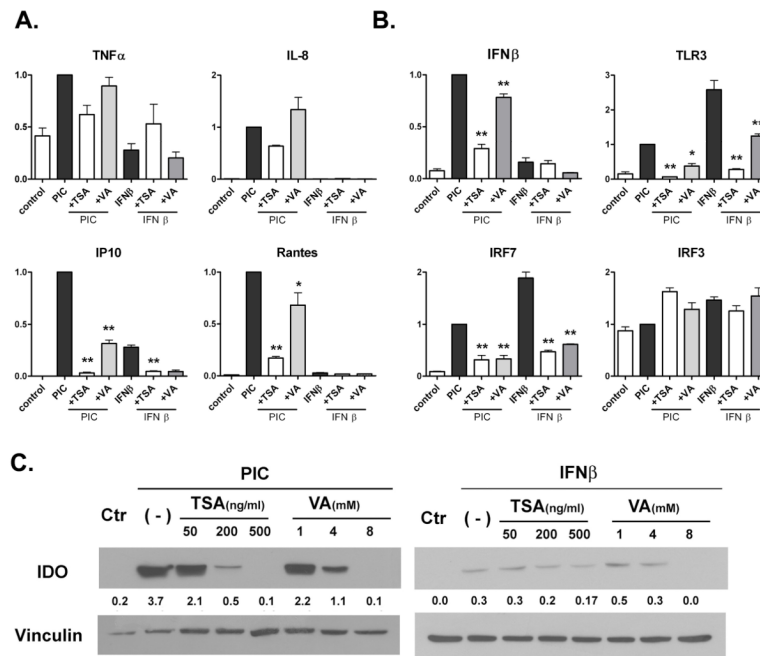 A.
B.
TNFα
1.0
0.5
0.0
control
PIC
+TSA
+VA
IFNβ
+TSA
+VA
PIC
IFN β
IL-8
2
1
0
control
PIC
+TSA
+VA
IFNβ
+TSA
+VA
PIC
IFN β
IFNβ
1.0
0.5
0.0
**
**
control
PIC
+TSA
+VA
IFNβ
+TSA
+VA
PIC
IFN β
TLR3
3
2
1
0
**
*
**
**
control
PIC
+TSA
+VA
IFNβ
+TSA
+VA
PIC
IFN β
IP10
1.0
0.5
0.0
**
**
**
control
PIC
+TSA
+VA
IFNβ
+TSA
+VA
PIC
IFN β
Rantes
1.0
0.5
0.0
**
*
control
PIC
+TSA
+VA
IFNβ
+TSA
+VA
PIC
IFN β
IRF7
2
1
0
**
**
**
**
control
PIC
+TSA
+VA
IFNβ
+TSA
+VA
PIC
IFN β
IRF3
2
1
0
control
PIC
+TSA
+VA
IFNβ
+TSA
+VA
PIC
IFN β
C.
PIC
Ctr (-) TSA(ng/ml) VA(mM)
50 200 500 1 4 8
IFNβ
Ctr (-) TSA(ng/ml) VA(mM)
50 200 500 1 4 8
IDO
0.2 3.7 2.1 0.5 0.1 2.2 1.1 0.1
0.0 0.3 0.3 0.2 0.17 0.5 0.3 0.0
Vinculin